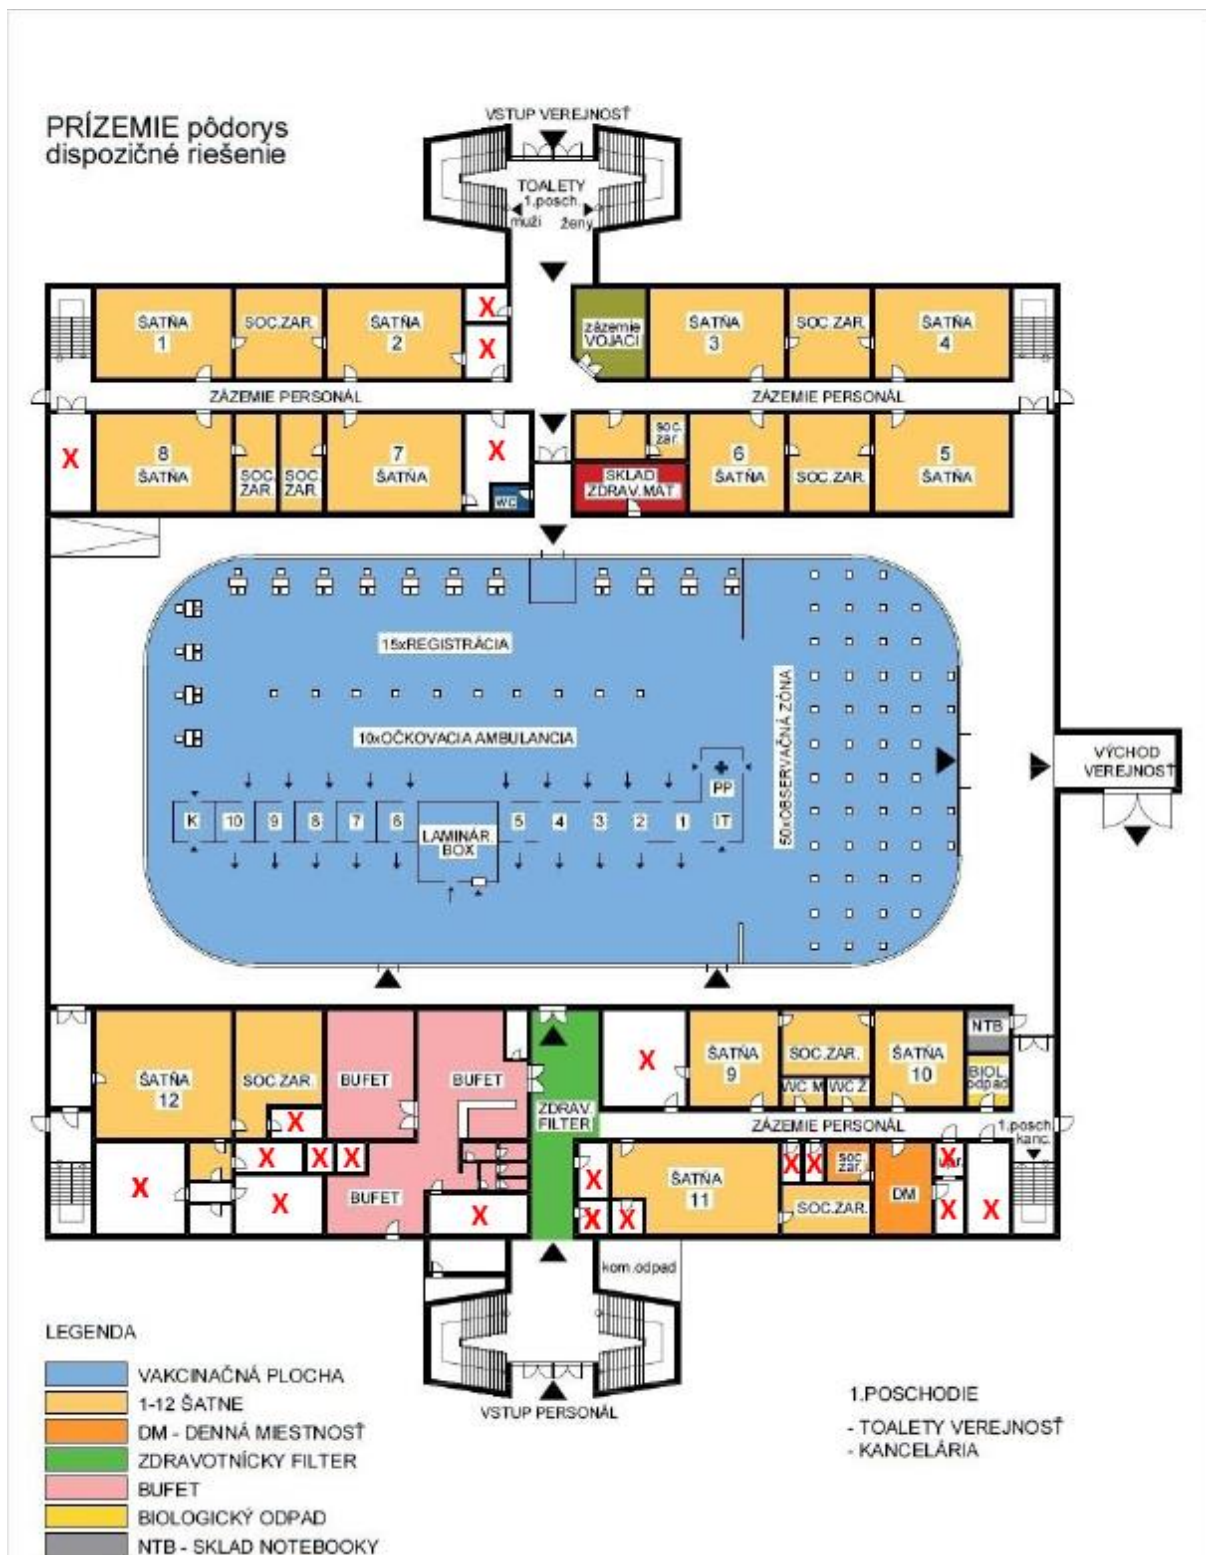 PRÍZEMIE pôdorys
dispozičné riešenie
VSTUP VEREJNOSŤ
TOALETY
1.posch.
muži ženy
ŠATŇA
1
SOC.ZAR.
ŠATŇA
2
X
X
zázemie
VOJACI
ŠATŇA
3
SOC.ZAR.
ŠATŇA
4
ZÁZEMIE PERSONÁL
ZÁZEMIE PERSONÁL
X
8
ŠATŇA
SOC.
ZAR.
SOC.
ZAR.
7
ŠATŇA
X
WC
soc.
zar.
SKLAD
ZDRAV.MAT.
6
ŠATŇA
SOC.ZAR.
5
ŠATŇA
15xREGISTRÁCIA
10xOČKOVACIA AMBULANCIA
50xOBSERVAČNÁ ZÓNA
VÝCHOD
VEREJNOSŤ
PP
K
10
9
8
7
6
LAMINÁR.
BOX
5
4
3
2
1
IT
ŠATŇA
12
SOC.ZAR.
X
BUFET
BUFET
ZDRAV.
FILTER
X
ŠATŇA
9
SOC.ZAR.
WC M
WC Ž
ŠATŇA
10
NTB
BIOL.
odpad
ZÁZEMIE PERSONÁL
1.posch.
kanc.
X
X
X
X
X
BUFET
X
X
X
X
ŠATŇA
11
X
X
soc.
zar.
SOC.ZAR.
DM
X
X
X
kom.odpad
VSTUP PERSONÁL
LEGENDA
VAKCINAČNÁ PLOCHA
1-12 ŠATNE
DM - DENNÁ MIESTNOSŤ
ZDRAVOTNÍCKY FILTER
BUFET
BIOLOGICKÝ ODPAD
NTB - SKLAD NOTEBOOKY
1.POSCHODIE
- TOALETY VEREJNOSŤ
- KANCELÁRIA